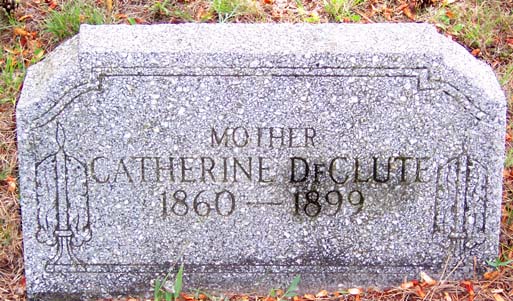 MOTHER
CATHERINE DECLUTE
1860 — 1899